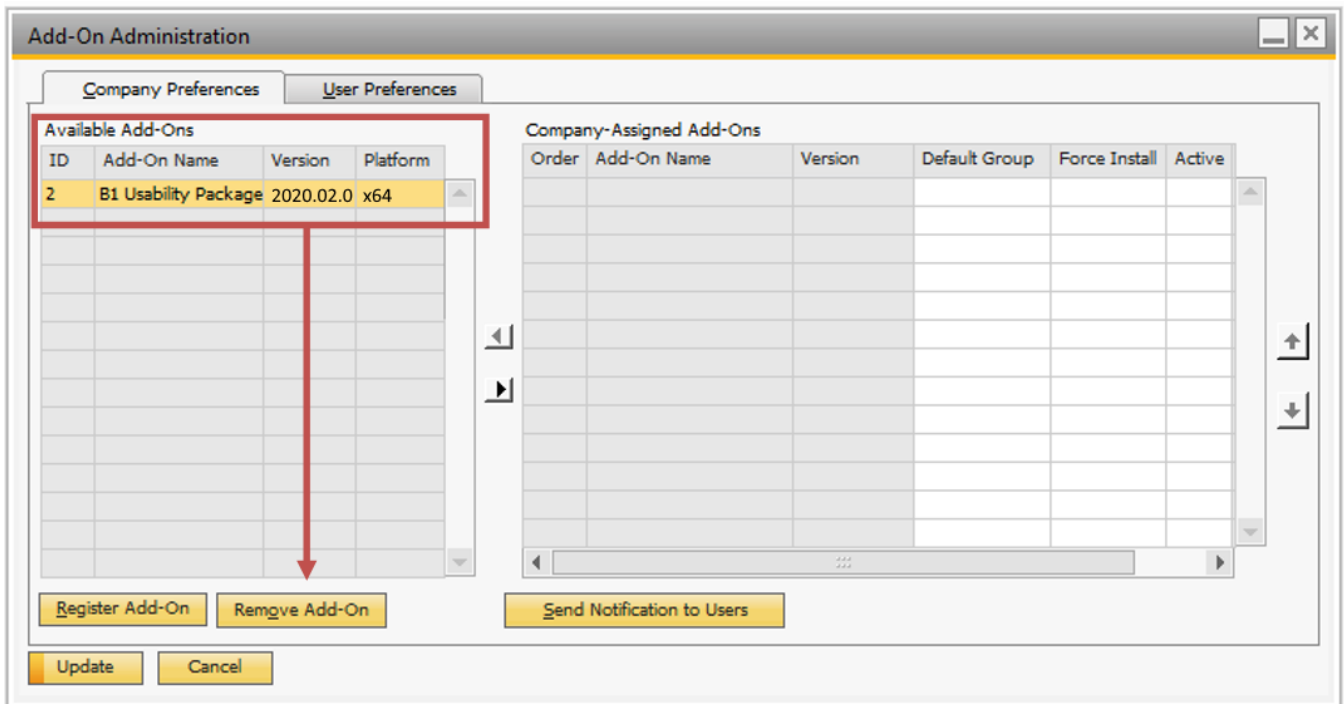 Add-On Administration
Company Preferences User Preferences
Available Add-Ons
ID Add-On Name Version Platform
2 B1 Usability Package 2020.02.0 x64
Company-Assigned Add-Ons
Order Add-On Name Version Default Group Force Install Active
Register Add-On Remove Add-On Send Notification to Users
Update Cancel